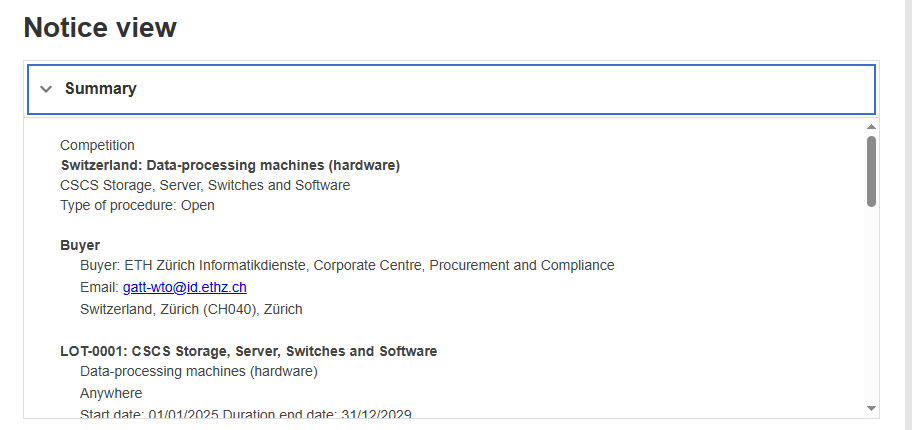 Notice view
Summary
Competition
Switzerland: Data-processing machines (hardware)
CSCS Storage, Server, Switches and Software
Type of procedure: Open
Buyer
Buyer: ETH Zürich Informatikdienste, Corporate Centre, Procurement and Compliance
Email: gatt-wto@id.ethz.ch
Switzerland, Zürich (CH040), Zürich
LOT-0001: CSCS Storage, Server, Switches and Software
Data-processing machines (hardware)
Anywhere
Start date: 01/01/2025 Duration end date: 31/12/2029